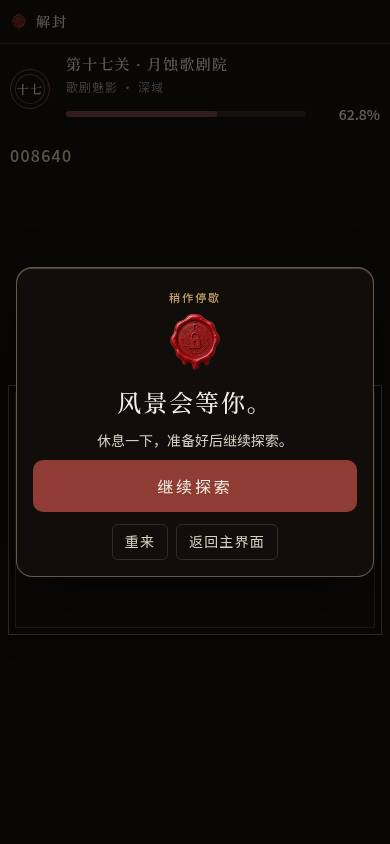 解封
十七
第十七关 · 月蚀歌剧院
歌剧魅影 · 深域
62.8%
008640
稍作停歇
风景会等你。
休息一下，准备好后继续探索。
继续探索
重来
返回主界面